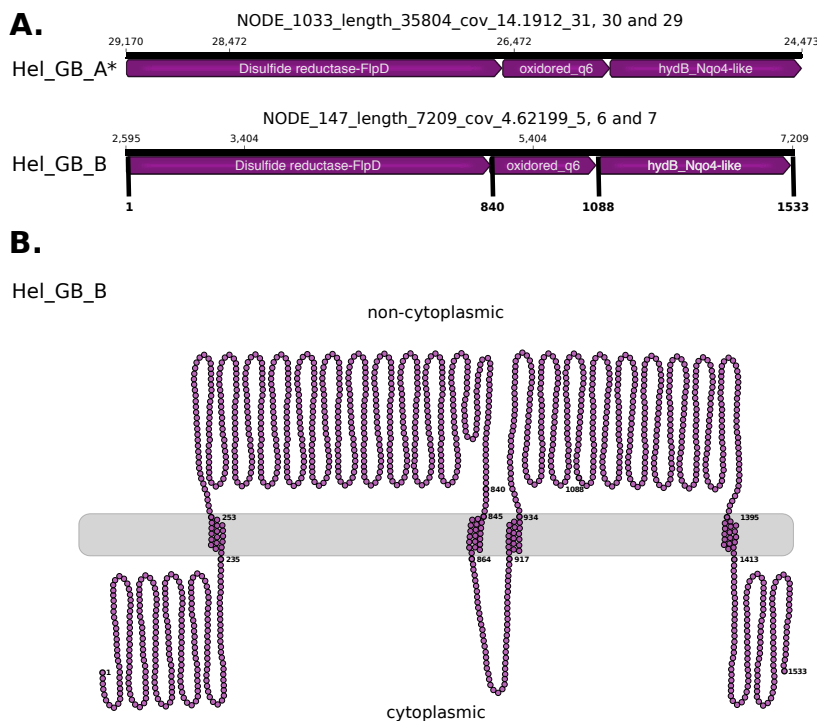 A.
NODE_1033_length_35804_cov_14.1912_31, 30 and 29
29,170 28,472 26,472 24,473
Hel_GB_A* Disulfide reductase-FlpD oxidored_q6 hydB_Nqo4-like
NODE_147_length_7209_cov_4.62199_5, 6 and 7
2,595 3,404 5,404 7,209
Hel_GB_B Disulfide reductase-FlpD oxidored_q6 hydB_Nqo4-like
1 840 1088 1533
B.
Hel_GB_B
non-cytoplasmic
840 1088
253 845 934 1395
235 864 917 1413
1 1533
cytoplasmic